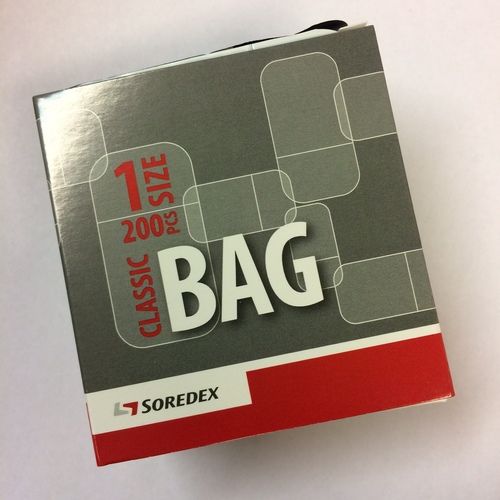 CLASSIC
200 PCS
1 SIZE
BAG
SOREDEX